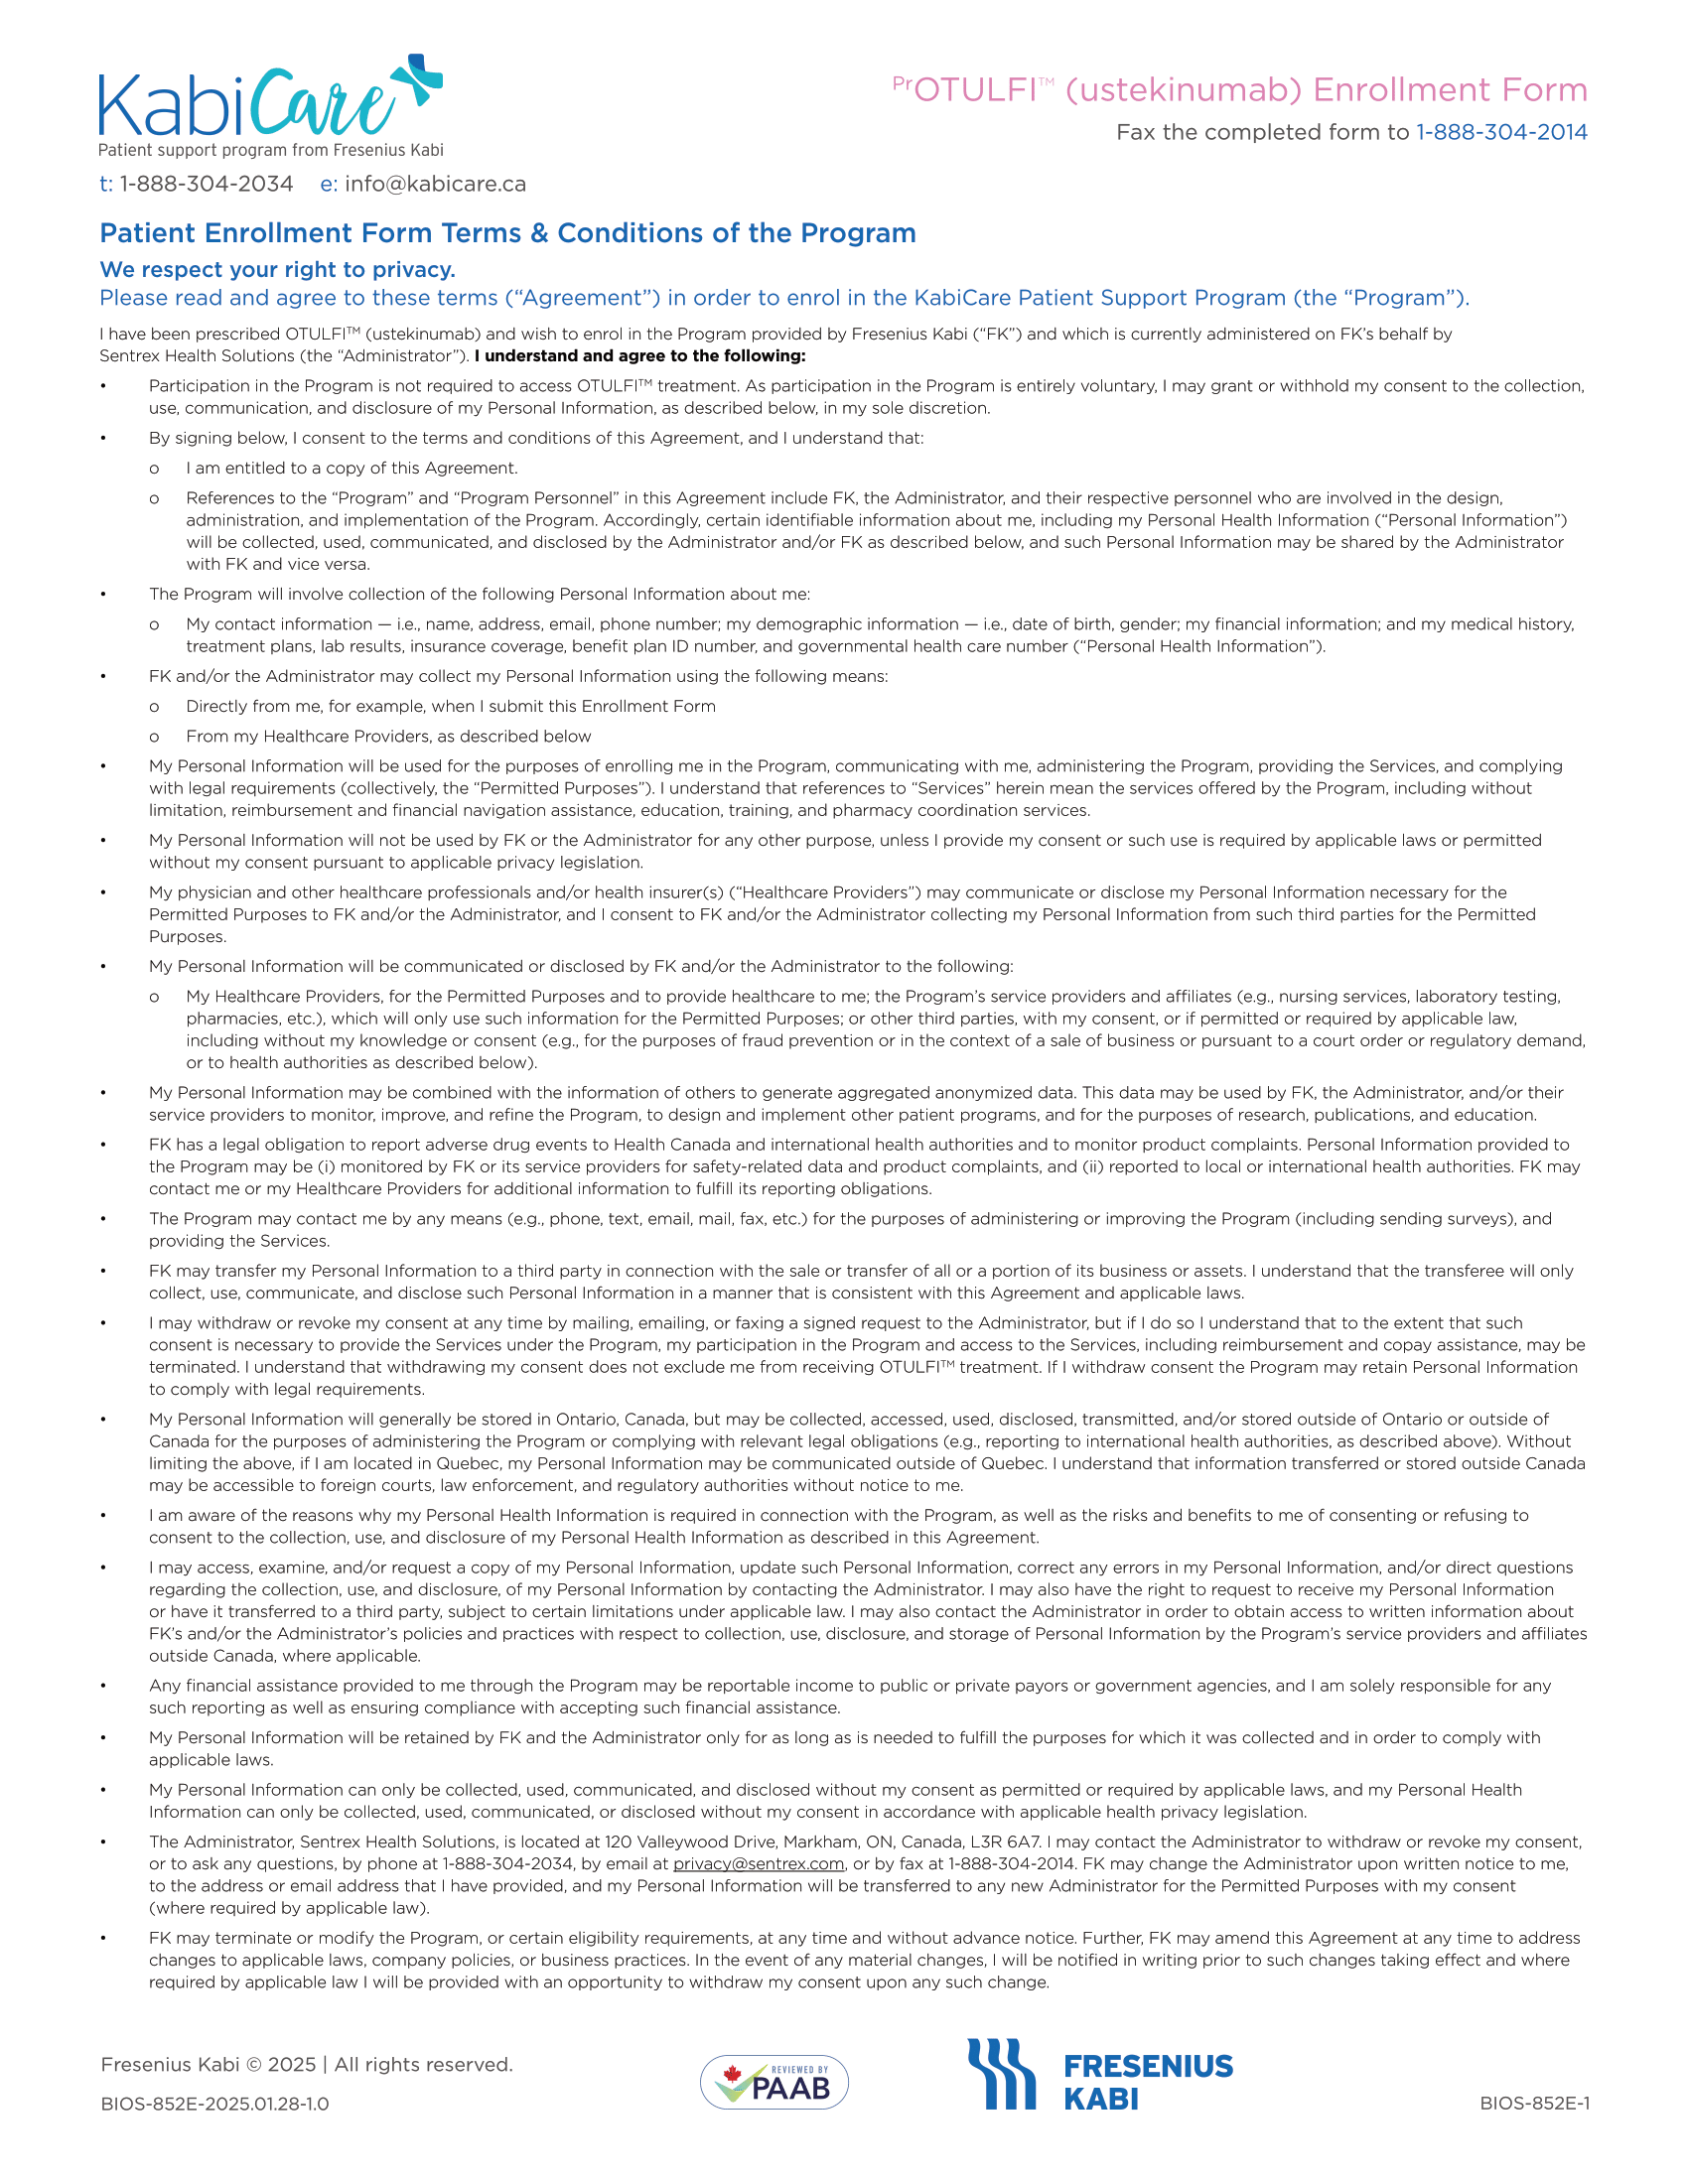 KabiCare
Patient support program from Fresenius Kabi
t: 1-888-304-2034 e: info@kabicare.ca
PrOTULFI™ (ustekinumab) Enrollment Form
Fax the completed form to 1-888-304-2014
Patient Enrollment Form Terms & Conditions of the Program
We respect your right to privacy.
Please read and agree to these terms (“Agreement”) in order to enrol in the KabiCare Patient Support Program (the “Program”).
I have been prescribed OTULFI™ (ustekinumab) and wish to enrol in the Program provided by Fresenius Kabi (“FK”) and which is currently administered on FK’s behalf by
Sentrex Health Solutions (the “Administrator”). I understand and agree to the following:
• Participation in the Program is not required to access OTULFI™ treatment. As participation in the Program is entirely voluntary, I may grant or withhold my consent to the collection,
use, communication, and disclosure of my Personal Information, as described below, in my sole discretion.
• By signing below, I consent to the terms and conditions of this Agreement, and I understand that:
o I am entitled to a copy of this Agreement.
o References to the “Program” and “Program Personnel” in this Agreement include FK, the Administrator, and their respective personnel who are involved in the design,
administration, and implementation of the Program. Accordingly, certain identifiable information about me, including my Personal Health Information (“Personal Information”)
will be collected, used, communicated, and disclosed by the Administrator and/or FK as described below, and such Personal Information may be shared by the Administrator
with FK and vice versa.
• The Program will involve collection of the following Personal Information about me:
o My contact information — i.e., name, address, email, phone number; my demographic information — i.e., date of birth, gender; my financial information; and my medical history,
treatment plans, lab results, insurance coverage, benefit plan ID number, and governmental health care number (“Personal Health Information”).
• FK and/or the Administrator may collect my Personal Information using the following means:
o Directly from me, for example, when I submit this Enrollment Form
o From my Healthcare Providers, as described below
• My Personal Information will be used for the purposes of enrolling me in the Program, communicating with me, administering the Program, providing the Services, and complying
with legal requirements (collectively, the “Permitted Purposes”). I understand that references to “Services” herein mean the services offered by the Program, including without
limitation, reimbursement and financial navigation assistance, education, training, and pharmacy coordination services.
• My Personal Information will not be used by FK or the Administrator for any other purpose, unless I provide my consent or such use is required by applicable laws or permitted
without my consent pursuant to applicable privacy legislation.
• My physician and other healthcare professionals and/or health insurer(s) (“Healthcare Providers”) may communicate or disclose my Personal Information necessary for the
Permitted Purposes to FK and/or the Administrator, and I consent to FK and/or the Administrator collecting my Personal Information from such third parties for the Permitted
Purposes.
• My Personal Information will be communicated or disclosed by FK and/or the Administrator to the following:
o My Healthcare Providers, for the Permitted Purposes and to provide healthcare to me; the Program’s service providers and affiliates (e.g., nursing services, laboratory testing,
pharmacies, etc.), which will only use such information for the Permitted Purposes; or other third parties, with my consent, or if permitted or required by applicable law,
including without my knowledge or consent (e.g., for the purposes of fraud prevention or in the context of a sale of business or pursuant to a court order or regulatory demand,
or to health authorities as described below).
• My Personal Information may be combined with the information of others to generate aggregated anonymized data. This data may be used by FK, the Administrator, and/or their
service providers to monitor, improve, and refine the Program, to design and implement other patient programs, and for the purposes of research, publications, and education.
• FK has a legal obligation to report adverse drug events to Health Canada and international health authorities and to monitor product complaints. Personal Information provided to
the Program may be (i) monitored by FK or its service providers for safety-related data and product complaints, and (ii) reported to local or international health authorities. FK may
contact me or my Healthcare Providers for additional information to fulfill its reporting obligations.
• The Program may contact me by any means (e.g., phone, text, email, mail, fax, etc.) for the purposes of administering or improving the Program (including sending surveys), and
providing the Services.
• FK may transfer my Personal Information to a third party in connection with the sale or transfer of all or a portion of its business or assets. I understand that the transferee will only
collect, use, communicate, and disclose such Personal Information in a manner that is consistent with this Agreement and applicable laws.
• I may withdraw or revoke my consent at any time by mailing, emailing, or faxing a signed request to the Administrator, but if I do so I understand that to the extent that such
consent is necessary to provide the Services under the Program, my participation in the Program and access to the Services, including reimbursement and copay assistance, may be
terminated. I understand that withdrawing my consent does not exclude me from receiving OTULFI™ treatment. If I withdraw consent the Program may retain Personal Information
to comply with legal requirements.
• My Personal Information will generally be stored in Ontario, Canada, but may be collected, accessed, used, disclosed, transmitted, and/or stored outside of Ontario or outside of
Canada for the purposes of administering the Program or complying with relevant legal obligations (e.g., reporting to international health authorities, as described above). Without
limiting the above, if I am located in Quebec, my Personal Information may be communicated outside of Quebec. I understand that information transferred or stored outside Canada
may be accessible to foreign courts, law enforcement, and regulatory authorities without notice to me.
• I am aware of the reasons why my Personal Health Information is required in connection with the Program, as well as the risks and benefits to me of consenting or refusing to
consent to the collection, use, and disclosure of my Personal Health Information as described in this Agreement.
• I may access, examine, and/or request a copy of my Personal Information, update such Personal Information, correct any errors in my Personal Information, and/or direct questions
regarding the collection, use, and disclosure, of my Personal Information by contacting the Administrator. I may also have the right to request to receive my Personal Information
or have it transferred to a third party, subject to certain limitations under applicable law. I may also contact the Administrator in order to obtain access to written information about
FK’s and/or the Administrator’s policies and practices with respect to collection, use, disclosure, and storage of Personal Information by the Program’s service providers and affiliates
outside Canada, where applicable.
• Any financial assistance provided to me through the Program may be reportable income to public or private payors or government agencies, and I am solely responsible for any
such reporting as well as ensuring compliance with accepting such financial assistance.
• My Personal Information will be retained by FK and the Administrator only for as long as is needed to fulfill the purposes for which it was collected and in order to comply with
applicable laws.
• My Personal Information can only be collected, used, communicated, and disclosed without my consent as permitted or required by applicable laws, and my Personal Health
Information can only be collected, used, communicated, or disclosed without my consent in accordance with applicable health privacy legislation.
• The Administrator, Sentrex Health Solutions, is located at 120 Valleywood Drive, Markham, ON, Canada, L3R 6A7. I may contact the Administrator to withdraw or revoke my consent,
or to ask any questions, by phone at 1-888-304-2034, by email at privacy@sentrex.com, or by fax at 1-888-304-2014. FK may change the Administrator upon written notice to me,
to the address or email address that I have provided, and my Personal Information will be transferred to any new Administrator for the Permitted Purposes with my consent
(where required by applicable law).
• FK may terminate or modify the Program, or certain eligibility requirements, at any time and without advance notice. Further, FK may amend this Agreement at any time to address
changes to applicable laws, company policies, or business practices. In the event of any material changes, I will be notified in writing prior to such changes taking effect and where
required by applicable law I will be provided with an opportunity to withdraw my consent upon any such change.
Fresenius Kabi © 2025 | All rights reserved.
BIOS-852E-2025.01.28-1.0
REVIEWED BY
PAAB
FRESENIUS
KABI
BIOS-852E-1